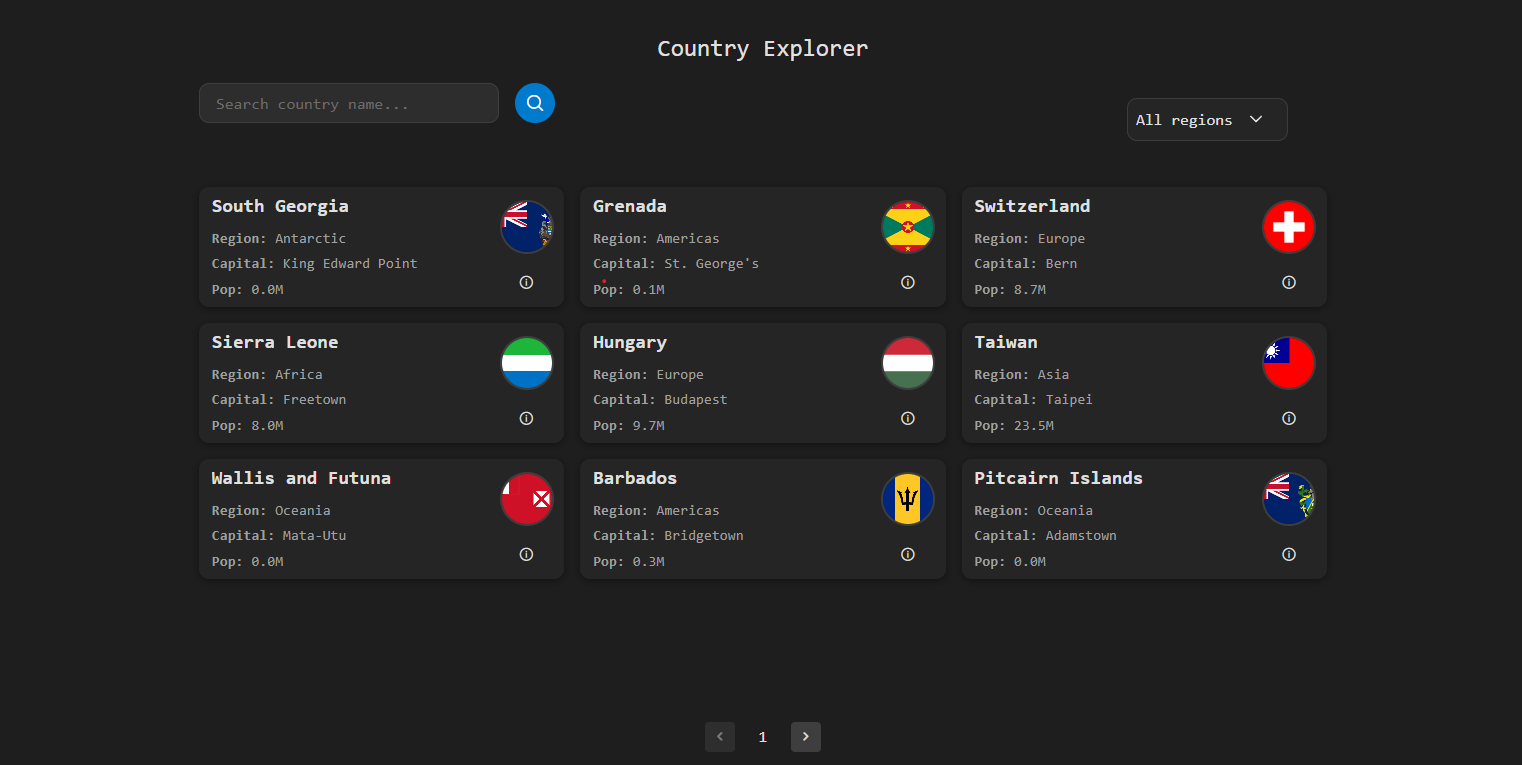 Country Explorer
Search country name...
All regions
South Georgia
Region: Antarctic
Capital: King Edward Point
Pop: 0.0M
Grenada
Region: Americas
Capital: St. George's
Pop: 0.1M
Switzerland
Region: Europe
Capital: Bern
Pop: 8.7M
Sierra Leone
Region: Africa
Capital: Freetown
Pop: 8.0M
Hungary
Region: Europe
Capital: Budapest
Pop: 9.7M
Taiwan
Region: Asia
Capital: Taipei
Pop: 23.5M
Wallis and Futuna
Region: Oceania
Capital: Mata-Utu
Pop: 0.0M
Barbados
Region: Americas
Capital: Bridgetown
Pop: 0.3M
Pitcairn Islands
Region: Oceania
Capital: Adamstown
Pop: 0.0M
1